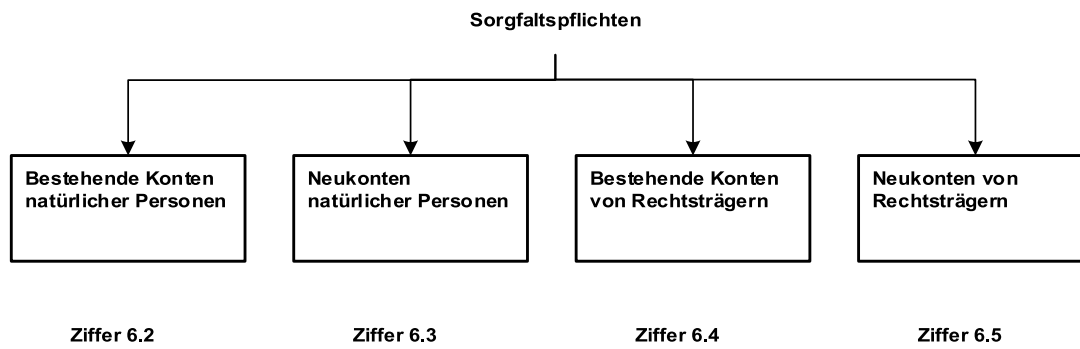 Sorgfaltspflichten
Bestehende Konten
natürlicher Personen
Neukonten
natürlicher Personen
Bestehende Konten
von Rechtsträgern
Neukonten von
Rechtsträgern
Ziffer 6.2
Ziffer 6.3
Ziffer 6.4
Ziffer 6.5